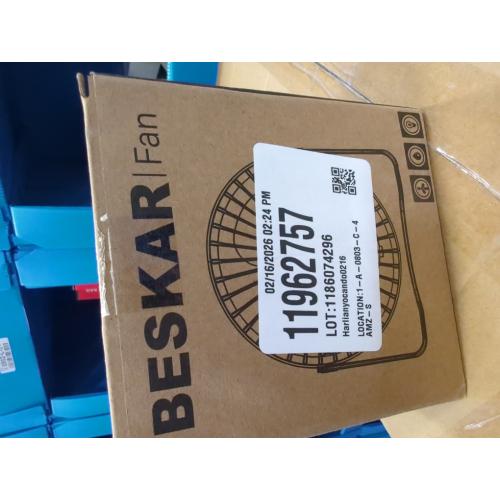 BESKAR | Fan
02/16/2026 02:24 PM
11962757
LOT:1186074296
Harlianyocando0216
LOCATION:1-A-0803-C-4
AMZ-S